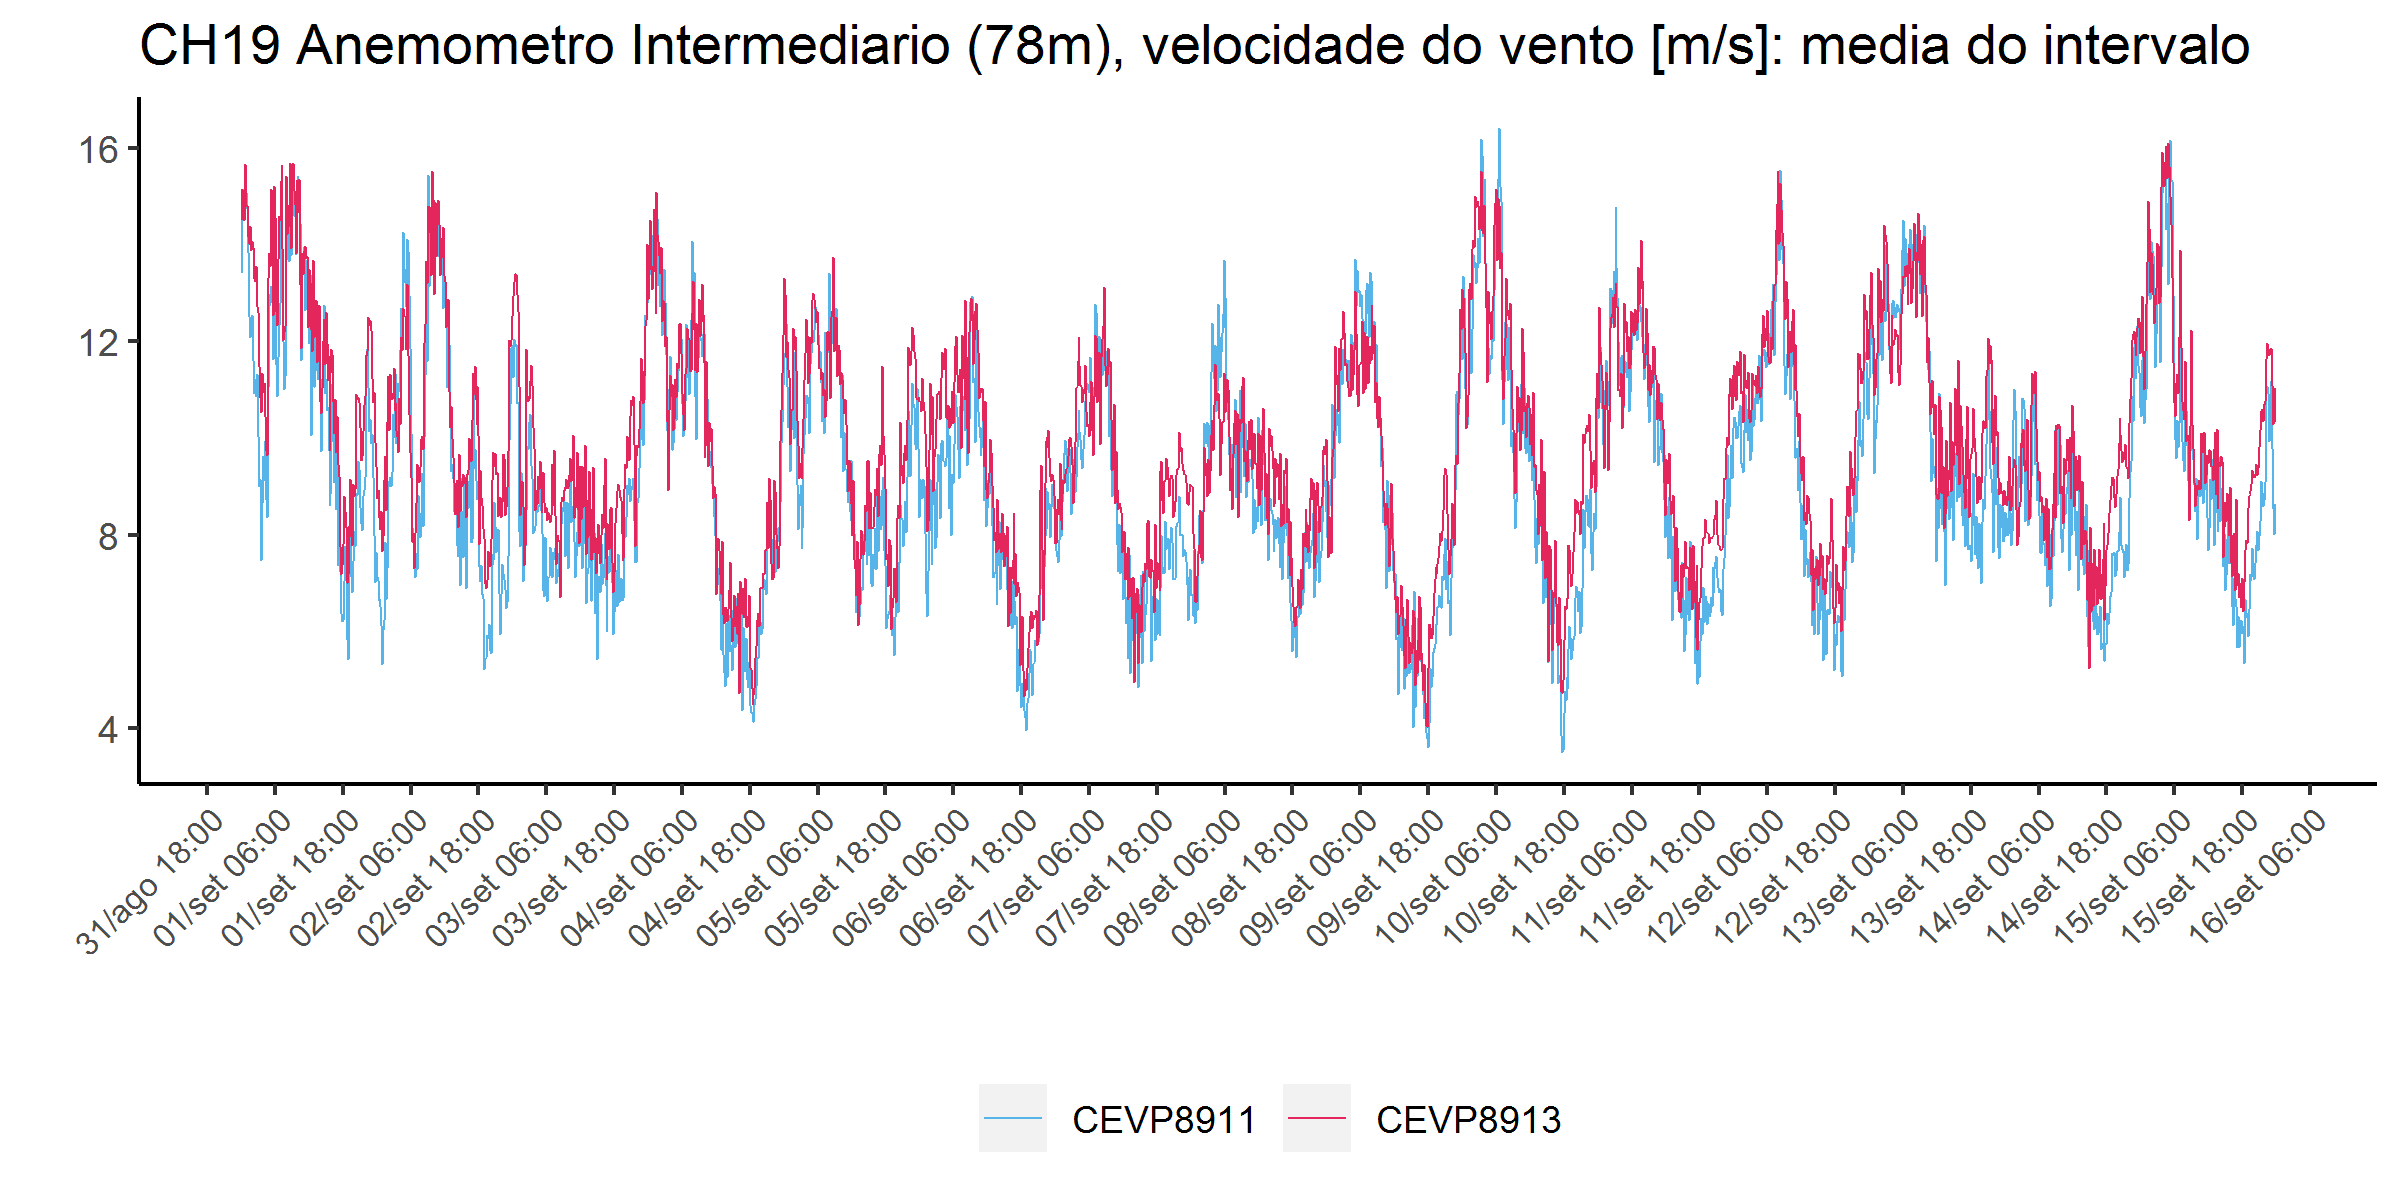 CH19 Anemometro Intermediario (78m), velocidade do vento [m/s]: media do intervalo
16
12
8
4
31/ago 18:00
01/set 06:00
01/set 18:00
02/set 06:00
02/set 18:00
03/set 06:00
03/set 18:00
04/set 06:00
04/set 18:00
05/set 06:00
05/set 18:00
06/set 06:00
06/set 18:00
07/set 06:00
07/set 18:00
08/set 06:00
08/set 18:00
09/set 06:00
09/set 18:00
10/set 06:00
10/set 18:00
11/set 06:00
11/set 18:00
12/set 06:00
12/set 18:00
13/set 06:00
13/set 18:00
14/set 06:00
14/set 18:00
15/set 06:00
15/set 18:00
16/set 06:00
CEVP8911
CEVP8913